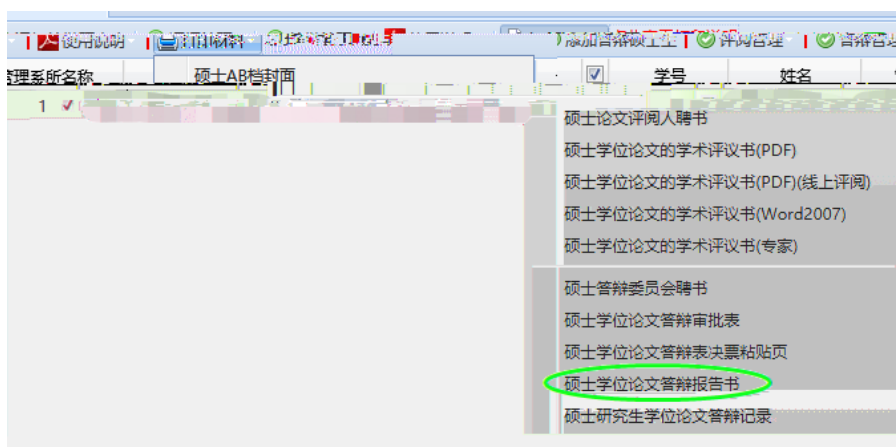 使用说明
添加答辩硕士生
评阅管理
管理系所名称
硕士AB档封面
学号
姓名
1
硕士论文评阅人聘书
硕士学位论文的学术评议书(PDF)
硕士学位论文的学术评议书(PDF)(线上评阅)
硕士学位论文的学术评议书(Word2007)
硕士学位论文的学术评议书(专家)
硕士答辩委员会聘书
硕士学位论文答辩审批表
硕士学位论文答辩表决票粘贴页
硕士学位论文答辩报告书
硕士研究生学位论文答辩记录